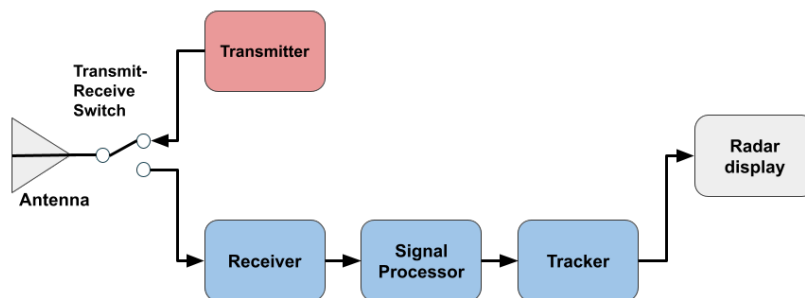 Transmitter
Transmit-
Receive
Switch
Antenna
Receiver
Signal
Processor
Tracker
Radar
display